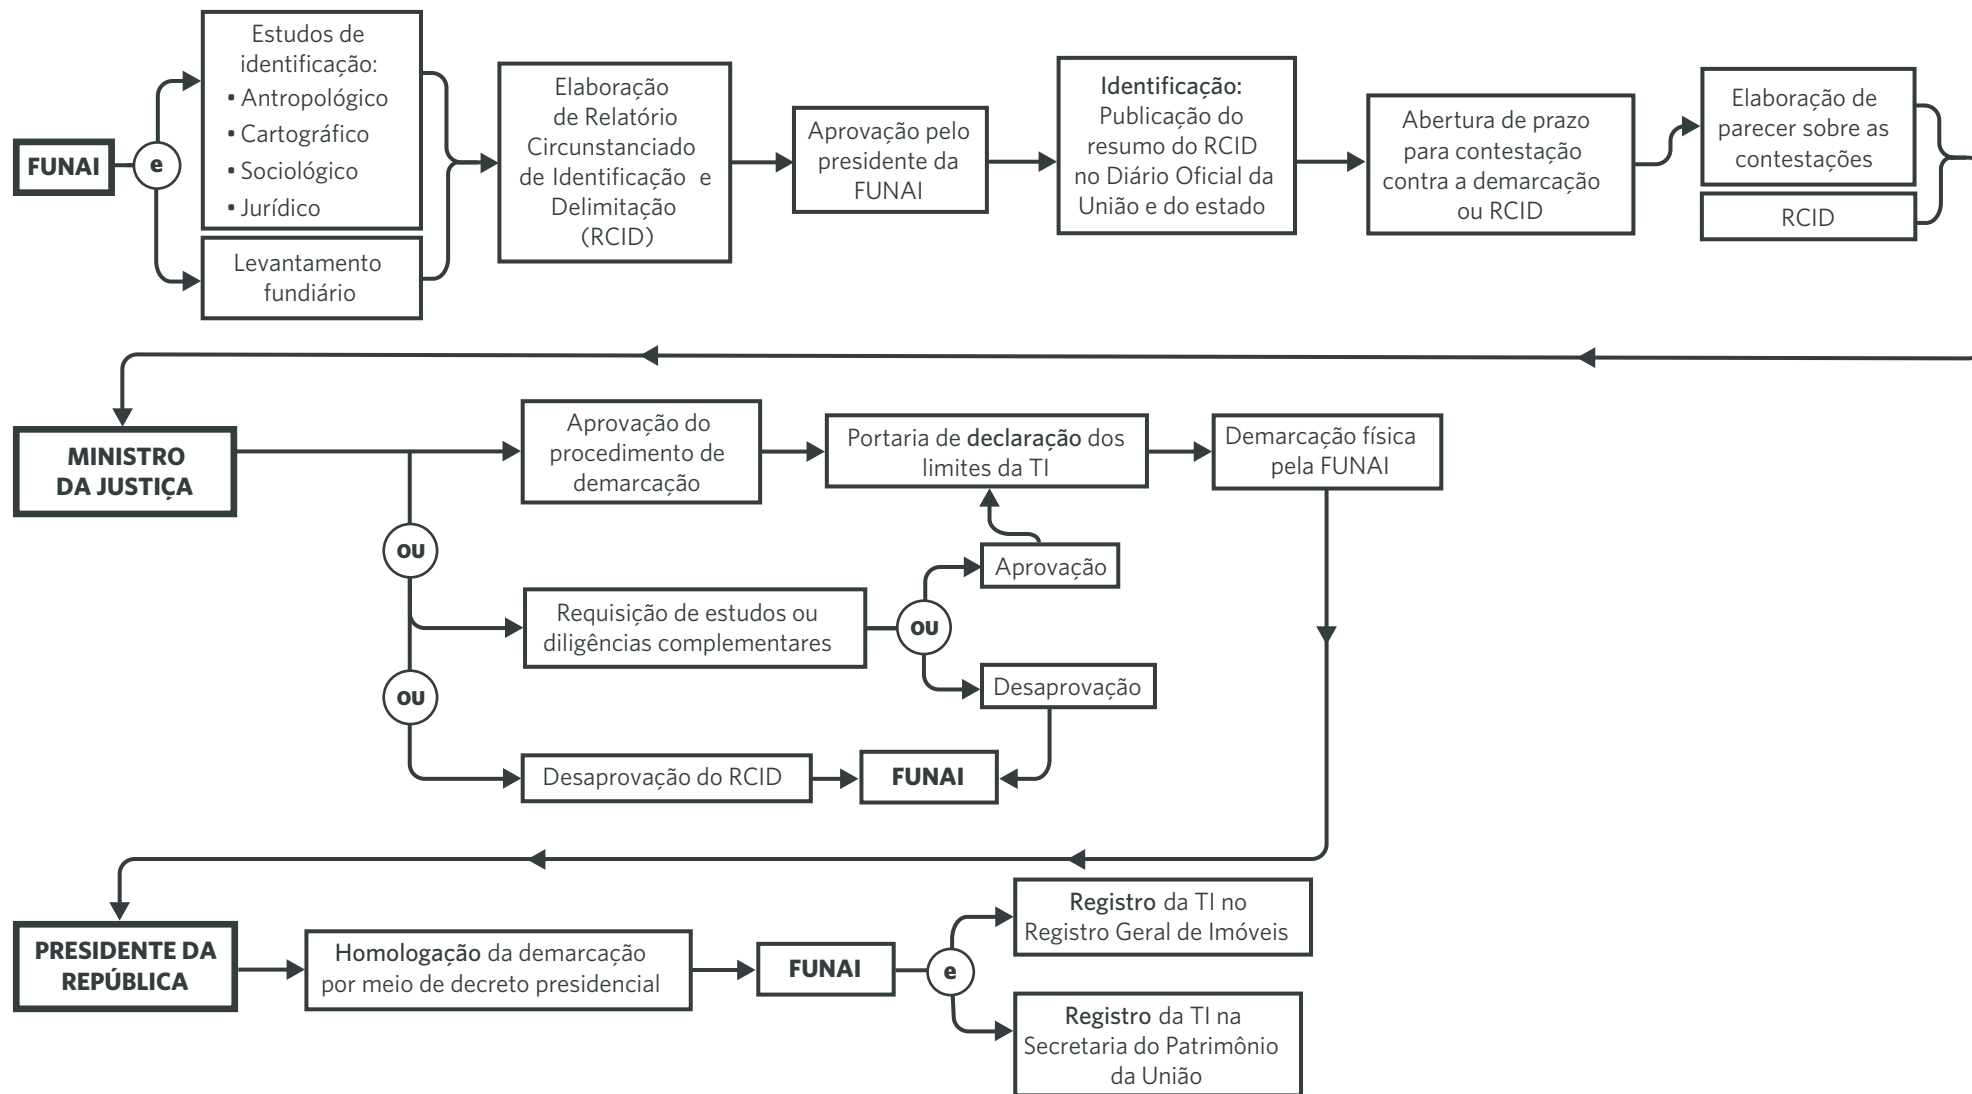 FUNAI
e
Estudos de
identificação:
• Antropológico
• Cartográfico
• Sociológico
• Jurídico
Levantamento
fundiário
Elaboração
de Relatório
Circunstanciado
de Identificação e
Delimitação
(RCID)
Aprovação pelo
presidente da
FUNAI
Identificação:
Publicação do
resumo do RCID
no Diário Oficial da
União e do estado
Abertura de prazo
para contestação
contra a demarcação
ou RCID
Elaboração de
parecer sobre as
contestações
RCID
MINISTRO
DA JUSTIÇA
Aprovação do
procedimento de
demarcação
Portaria de declaração dos
limites da TI
Demarcação física
pela FUNAI
OU
Requisição de estudos ou
diligências complementares
OU
Aprovação
Desaprovação
OU
Desaprovação do RCID
FUNAI
PRESIDENTE DA
REPÚBLICA
Homologação da demarcação
por meio de decreto presidencial
FUNAI
e
Registro da TI no
Registro Geral de Imóveis
Registro da TI na
Secretaria do Patrimônio
da União